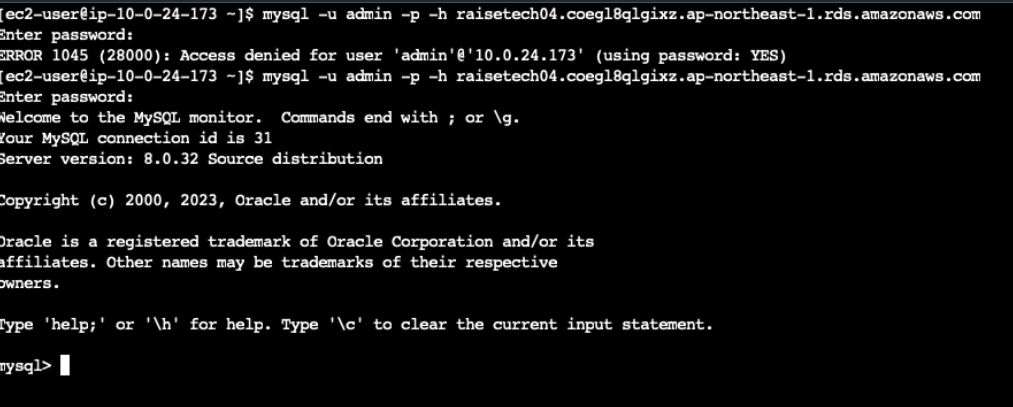 [ec2-user@ip-10-0-24-173 ~]$ mysql -u admin -p -h raisetech04.coegl8qlgixz.ap-northeast-1.rds.amazonaws.com
Enter password:
ERROR 1045 (28000): Access denied for user 'admin'@'10.0.24.173' (using password: YES)
[ec2-user@ip-10-0-24-173 ~]$ mysql -u admin -p -h raisetech04.coegl8qlgixz.ap-northeast-1.rds.amazonaws.com
Enter password:
Welcome to the MySQL monitor.  Commands end with ; or \g.
Your MySQL connection id is 31
Server version: 8.0.32 Source distribution
Copyright (c) 2000, 2023, Oracle and/or its affiliates.
Oracle is a registered trademark of Oracle Corporation and/or its
affiliates. Other names may be trademarks of their respective
owners.
Type 'help;' or '\h' for help. Type '\c' to clear the current input statement.
mysql>